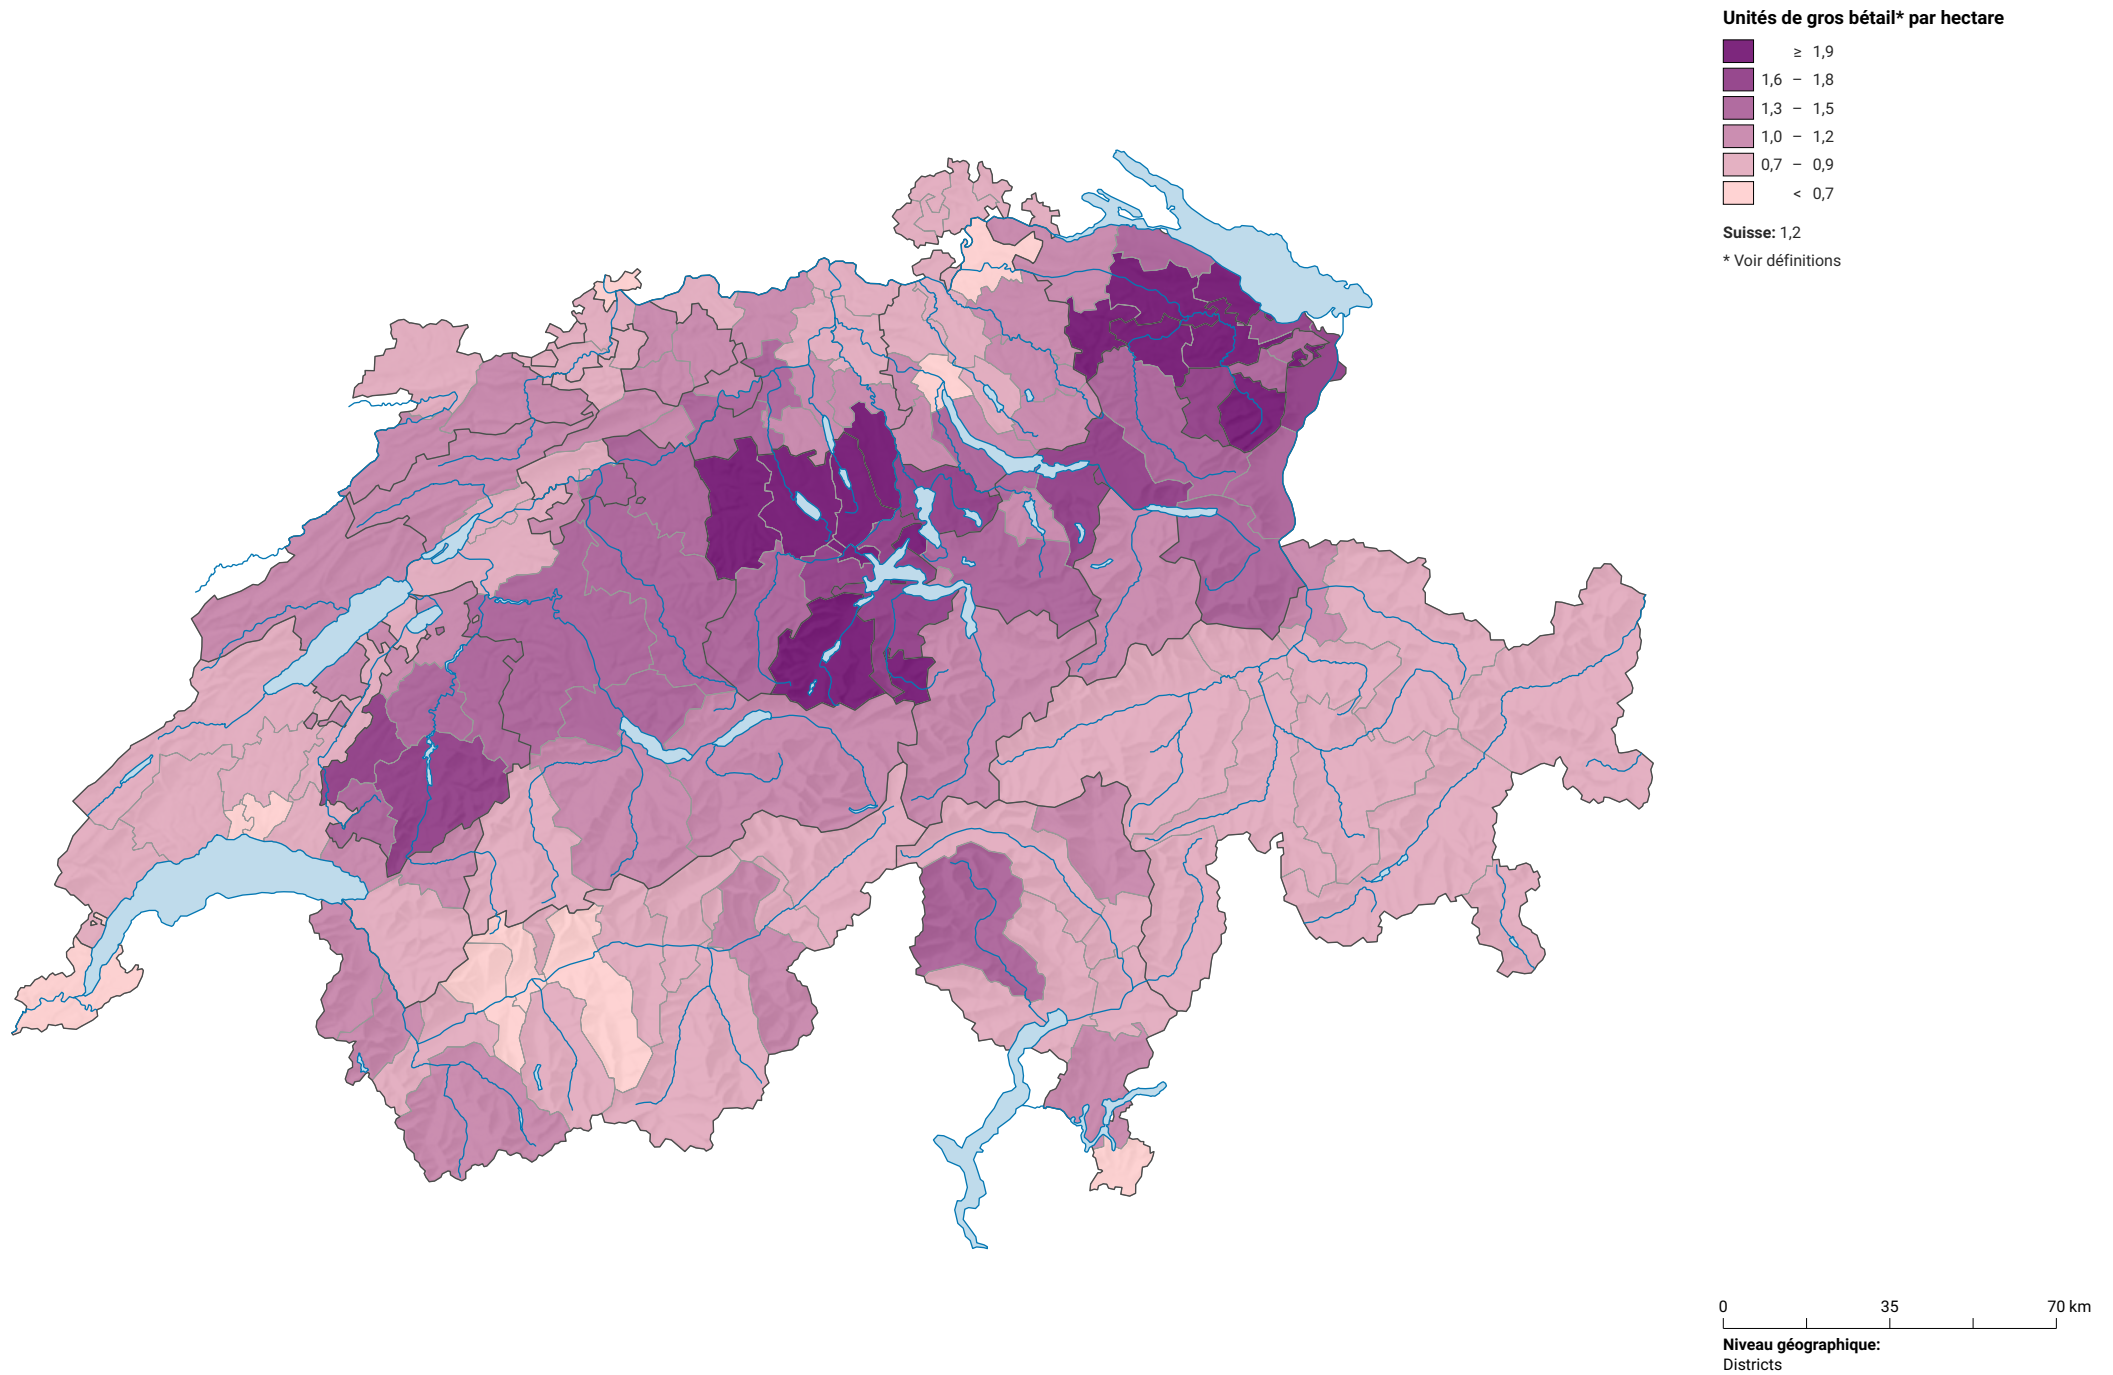 Unités de gros bétail* par hectare
≥ 1,9
1,6 – 1,8
1,3 – 1,5
1,0 – 1,2
0,7 – 0,9
< 0,7
Suisse: 1,2
* Voir définitions
0 35 70 km
Niveau géographique:
Districts